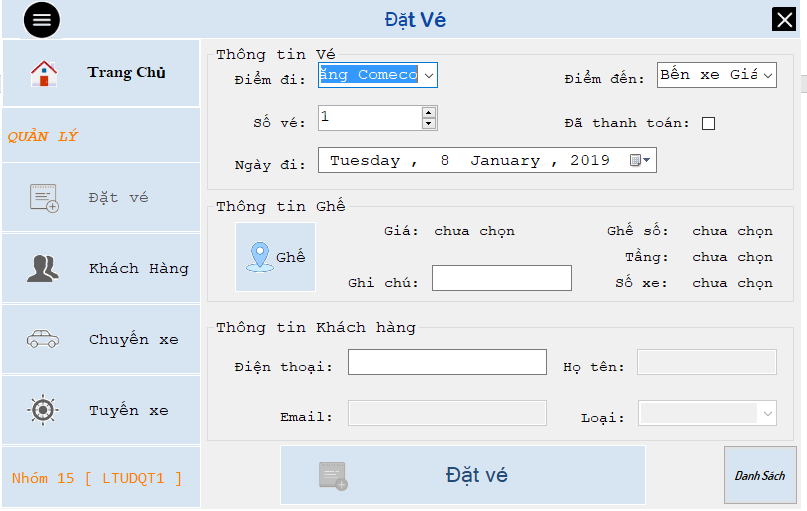 Đặt Vé
Trang Chủ
QUẢN LÝ
Đặt vé
Khách Hàng
Chuyến xe
Tuyến xe
Nhóm 15 [ LTUDQT1 ]
Thông tin Vé
Điểm đi: ăng Comeco
Điểm đến: Bến xe Giá
Số vé: 1
Đã thanh toán:
Ngày đi: Tuesday , 8 January , 2019
Thông tin Ghế
Ghế
Giá: chưa chọn
Ghi chú:
Ghế số: chưa chọn
Tầng: chưa chọn
Số xe: chưa chọn
Thông tin Khách hàng
Điện thoại:
Họ tên:
Email:
Loại:
Đặt vé
Danh Sách